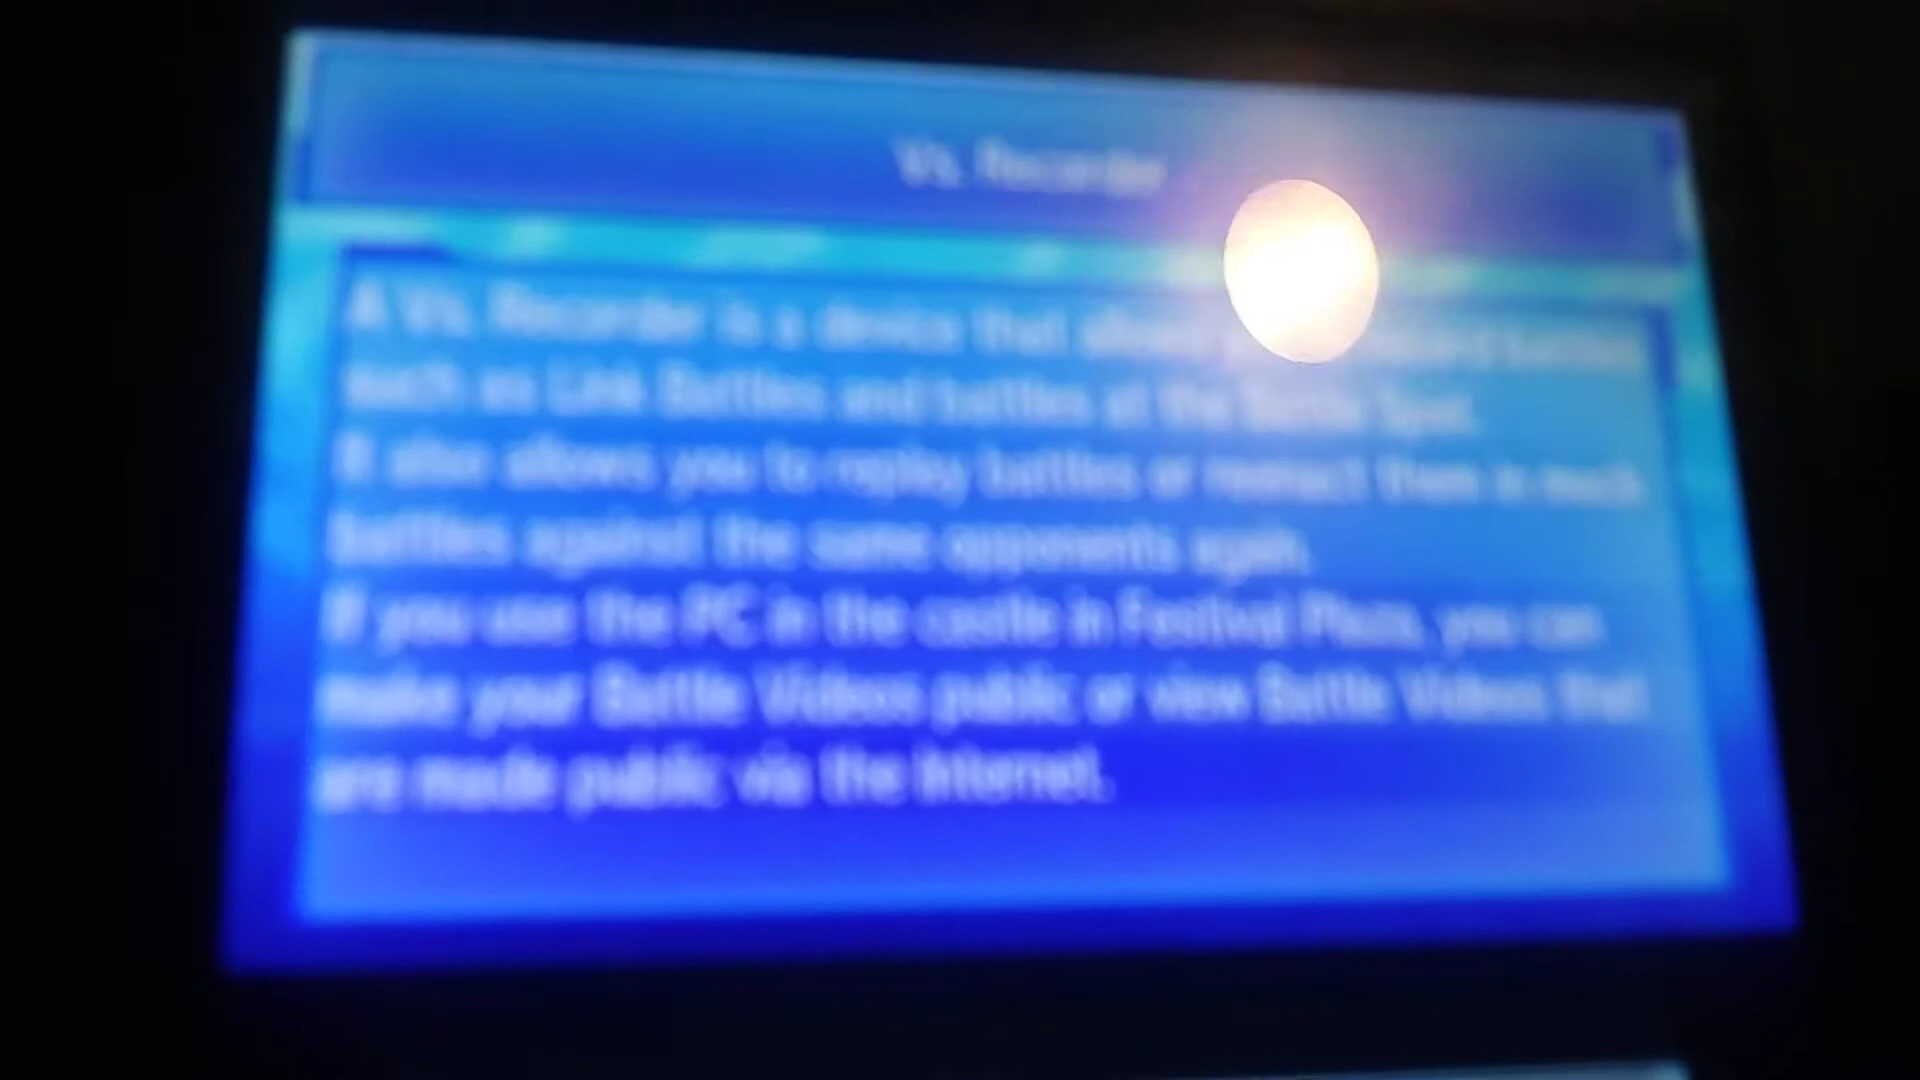 Vs. Recorder
A Vs. Recorder is a device that allows battles
such as Link Battles and battles at the Battle Spot.
It also allows you to replay battles or reenact them in mock
battles against the same opponents again.
If you use the PC in the castle in Festival Plaza, you can
make your Battle Videos public or view Battle Videos that
are made public via the Internet.